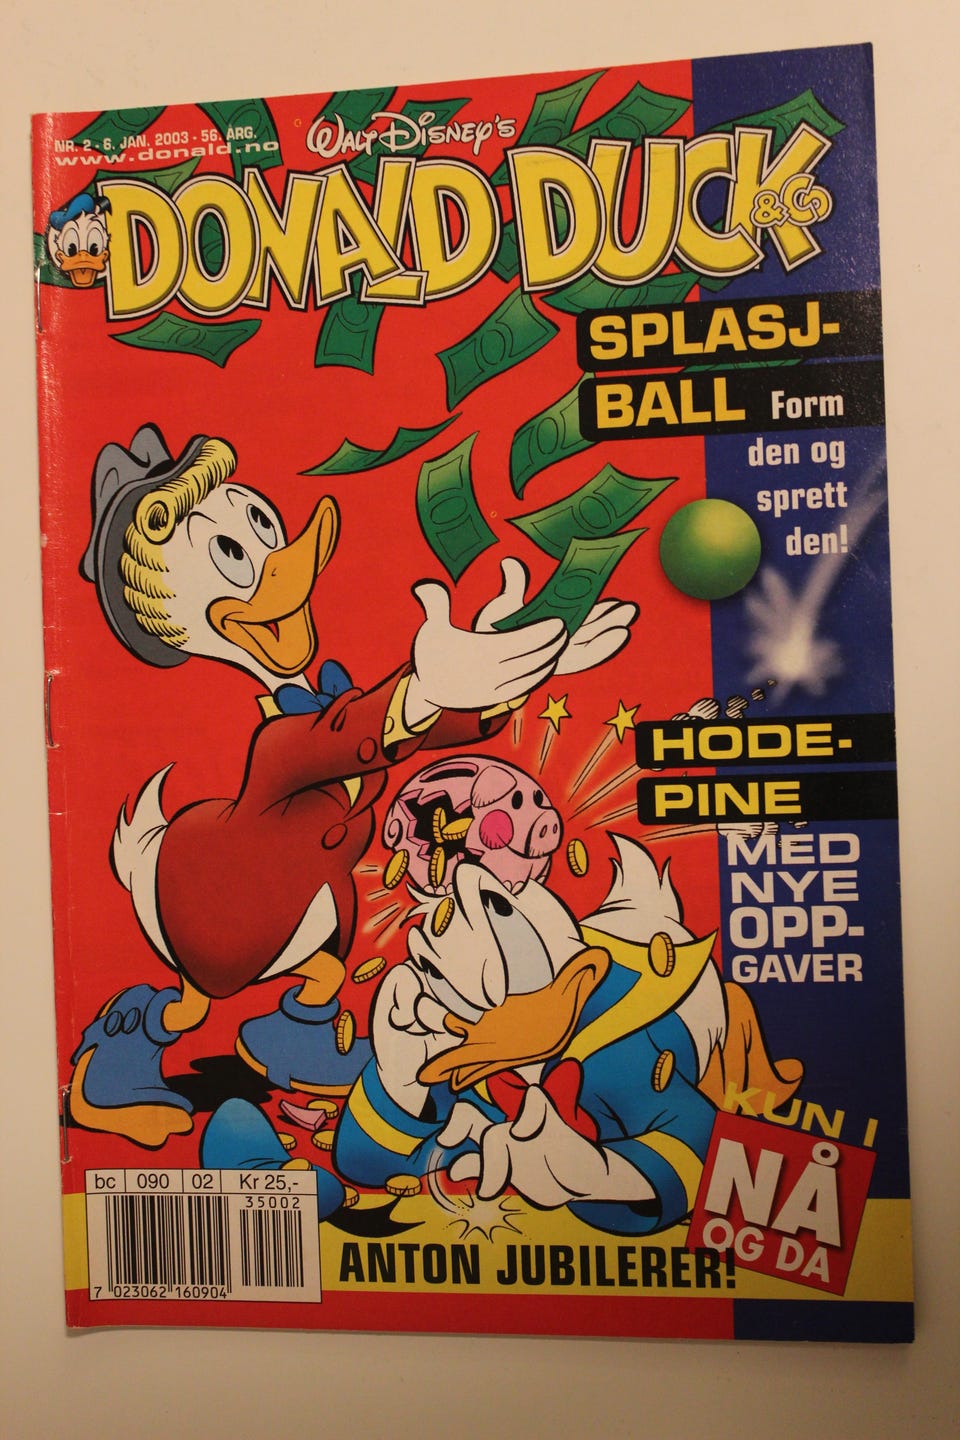 NR. 2 - 6. JAN. 2003 - 56. ÅRG.
www.donald.no
WALT DISNEY'S
DONALD DUCK
& Co
SPLASJ-
BALL Form
den og
sprett
den!
HODE-
PINE
MED
NYE
OPP-
GAVER
KUN I
NÅ
OG DA
bc 090 02 Kr 25,-
35002
7 023062 160904
ANTON JUBILERER!